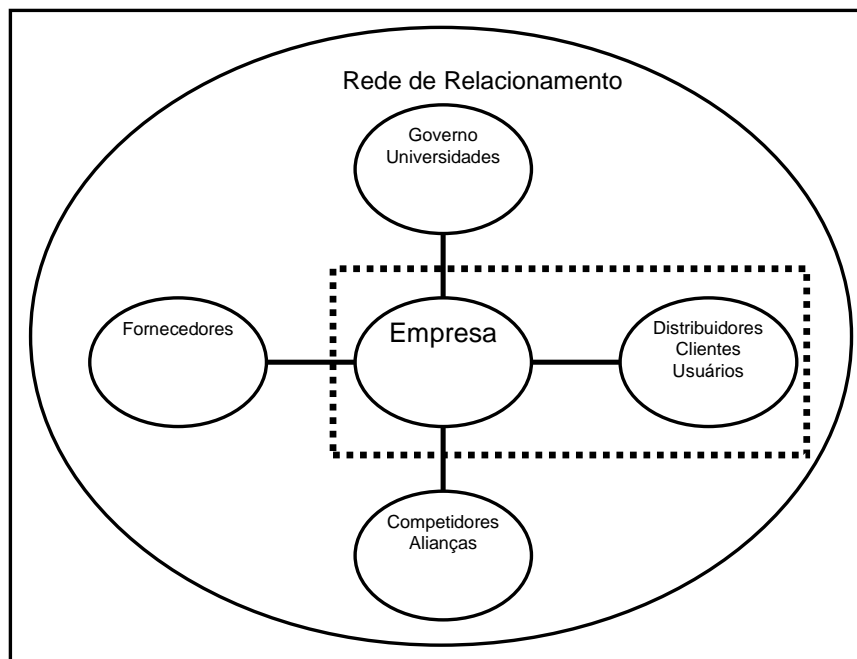 Rede de Relacionamento
Governo
Universidades
Fornecedores
Empresa
Distribuidores
Clientes
Usuários
Competidores
Alianças